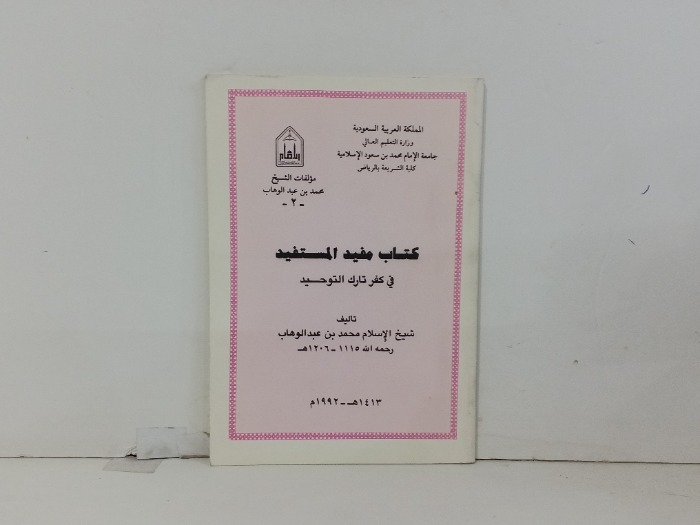 المملكة العربية السعودية
وزارة التعليم العالي
جامعة الإمام محمد بن سعود الإسلامية
كلية الشريعة بالرياض
مؤلفات الشيخ
محمد بن عبد الوهاب
- ٢ -
كتاب مفيد المستفيد
في كفر تارك التوحيد
تأليف
شيخ الإسلام محمد بن عبدالوهاب
رحمه الله ١١١٥ - ١٢٠٦هـ
١٤١٣هـ - ١٩٩٢م